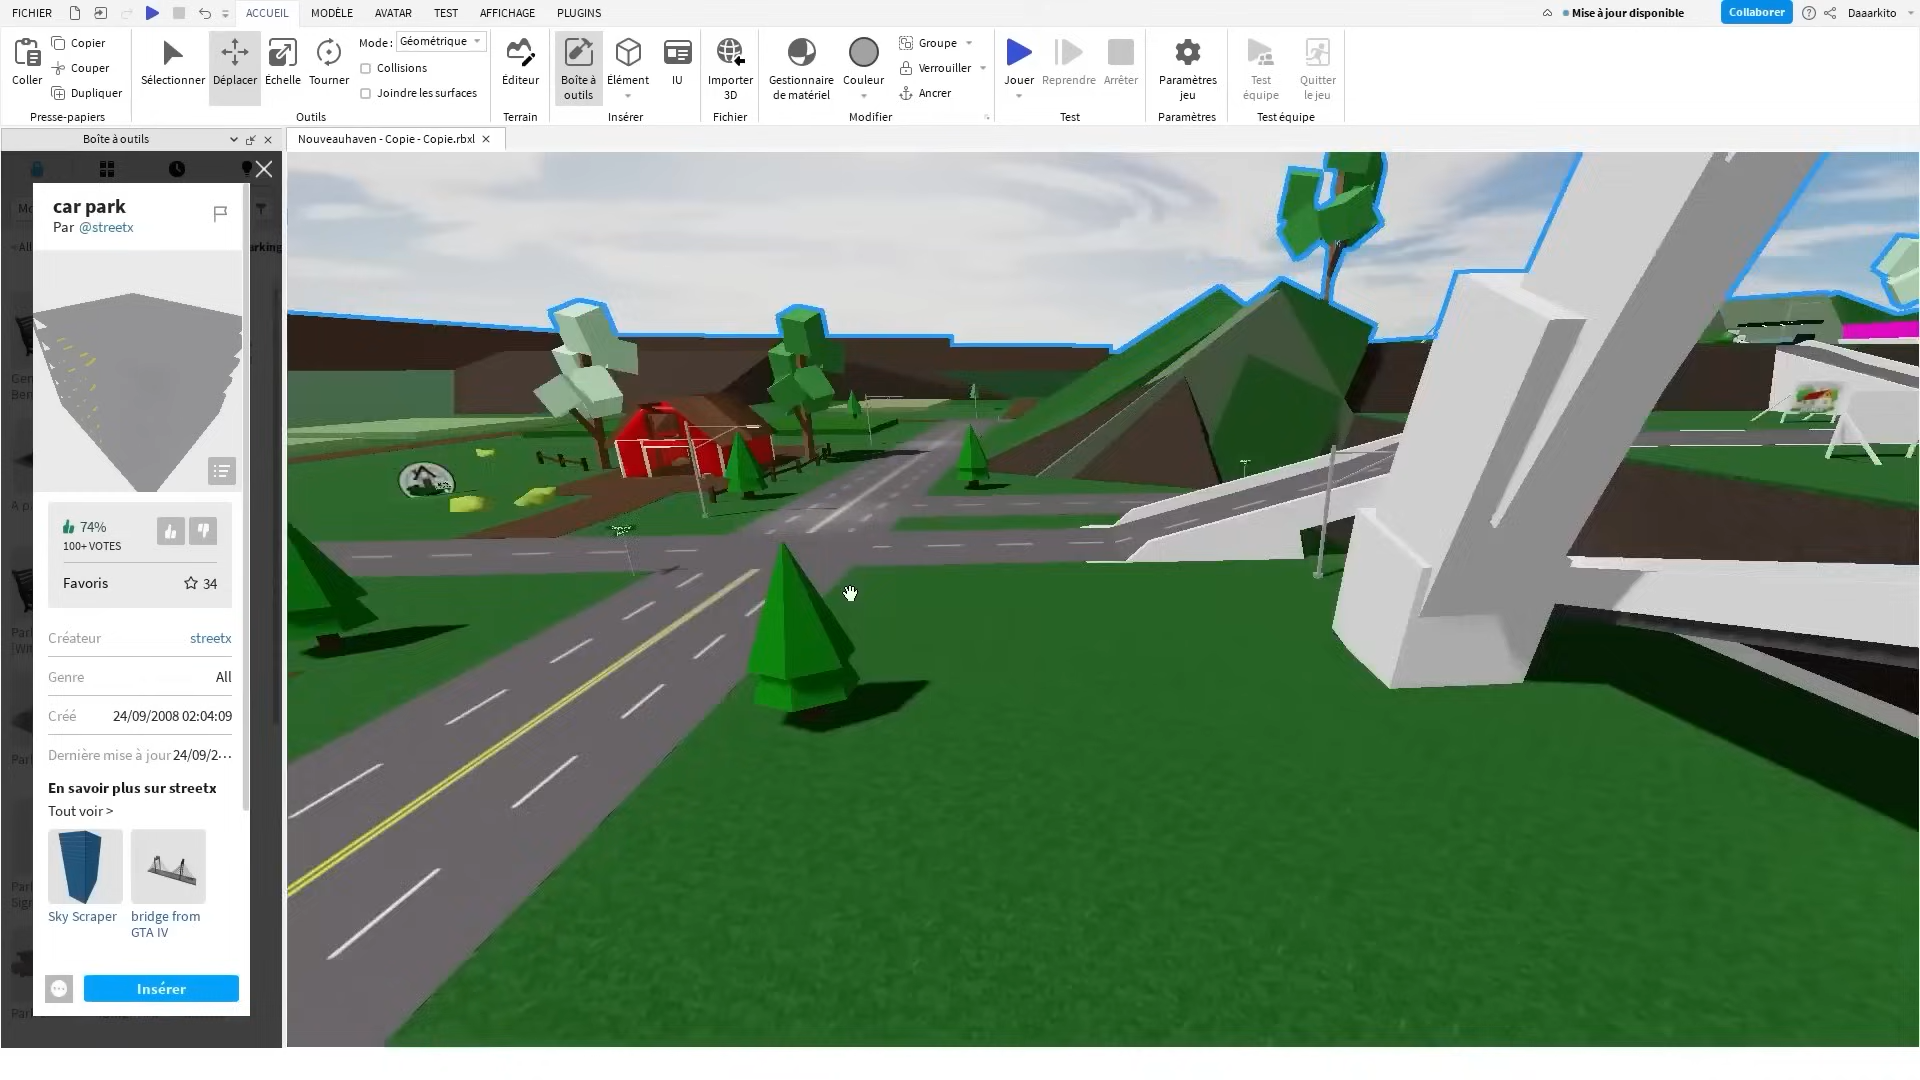 FICHIER
ACCUEIL
MODÈLE
AVATAR
TEST
AFFICHAGE
PLUGINS
Mise à jour disponible
Collaborer
Daaarkito
Coller
Copier
Couper
Dupliquer
Presse-papiers
Sélectionner
Déplacer
Échelle
Tourner
Mode :
Géométrique
Collisions
Joindre les surfaces
Outils
Éditeur
Terrain
Boîte à
outils
Élément
IU
Insérer
Importer
3D
Fichier
Gestionnaire
de matériel
Couleur
Groupe
Verrouiller
Ancrer
Modifier
Jouer
Reprendre
Arrêter
Test
Paramètres
jeu
Paramètres
Test
équipe
Quitter
le jeu
Test équipe
Boîte à outils
Nouveauhaven - Copie - Copie.rbxl
car park
Par @streetx
74%
100+ VOTES
Favoris
34
Créateur
streetx
Genre
All
Créé
24/09/2008 02:04:09
Dernière mise à jour
24/09/2...
En savoir plus sur streetx
Tout voir >
Sky Scraper
bridge from
GTA IV
Insérer